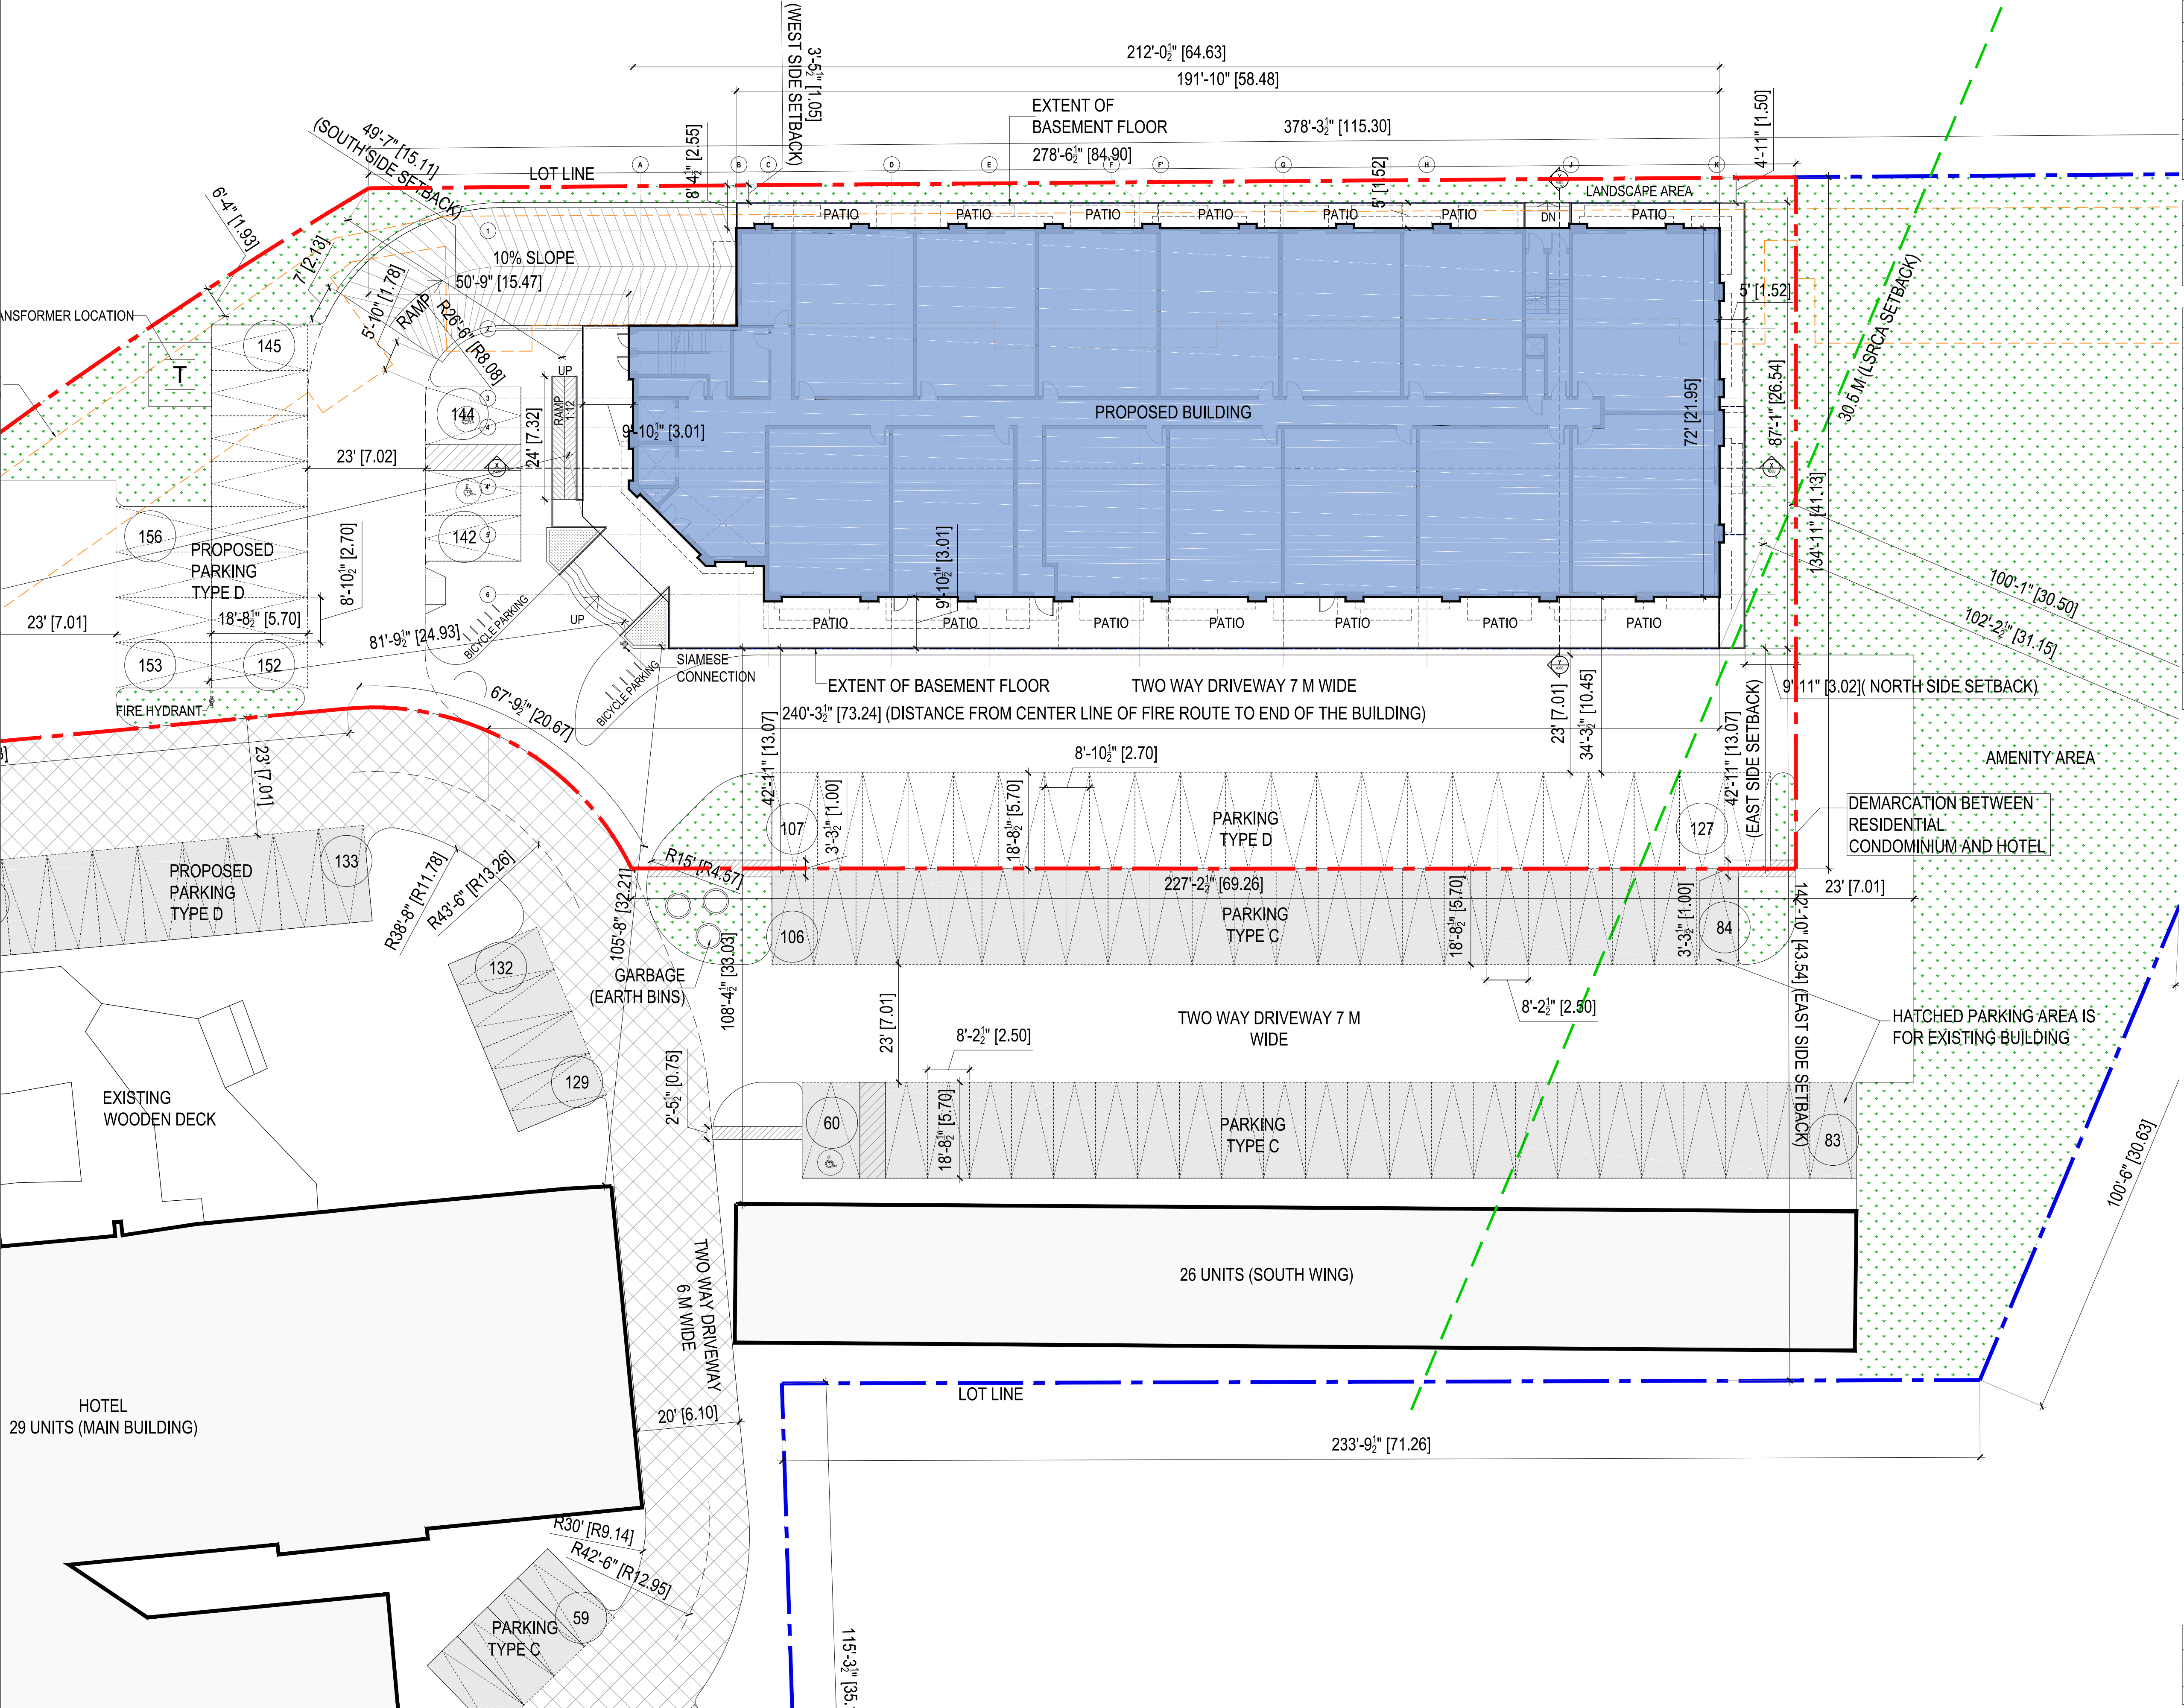 212'-0½" [64.63]
191'-10" [58.48]
3'-5½" [1.05]
(WEST SIDE SETBACK)
EXTENT OF
BASEMENT FLOOR
378'-3½" [115.30]
278'-6½" [84.90]
4'-11" [1.50]
49'-7" [15.11]
(SOUTH SIDE SETBACK)
LOT LINE
8'-4½" [2.55]
A
B
C
D
E
F
F'
G
H
J
K
5' [1.52]
LANDSCAPE AREA
6'-4" [1.93]
7' [2.13]
1
10% SLOPE
50'-9" [15.47]
PATIO
PATIO
PATIO
PATIO
PATIO
PATIO
DN
PATIO
5'-10" [1.78]
RAMP
R26'-6" [R8.08]
2
30.5 M (LSRCA SETBACK)
5' [1.52]
ANSFORMER LOCATION
T
145
UP
RAMP
1:12
24' [7.32]
3
144
4
9'-10½" [3.01]
PROPOSED BUILDING
72' [21.95]
87'-1" [26.54]
134'-11" [41.13]
23' [7.02]
X
4'
X
156
PROPOSED
PARKING
TYPE D
8'-10½" [2.70]
142
5
9'-10½" [3.01]
100'-1" [30.50]
102'-2½" [31.15]
6
23' [7.01]
18'-8½" [5.70]
81'-9½" [24.93]
BICYCLE PARKING
UP
PATIO
PATIO
PATIO
PATIO
PATIO
PATIO
PATIO
153
152
SIAMESE
CONNECTION
BICYCLE PARKING
EXTENT OF BASEMENT FLOOR
TWO WAY DRIVEWAY 7 M WIDE
9'-11" [3.02]( NORTH SIDE SETBACK)
FIRE HYDRANT
67'-9½" [20.67]
240'-3½" [73.24] (DISTANCE FROM CENTER LINE OF FIRE ROUTE TO END OF THE BUILDING)
23' [7.01]
34'-3½" [10.45]
23' [7.01]
42'-11" [13.07]
8'-10½" [2.70]
42'-11" [13.07]
(EAST SIDE SETBACK)
AMENITY AREA
107
3'-3½" [1.00]
18'-8½" [5.70]
PARKING
TYPE D
127
DEMARCATION BETWEEN
RESIDENTIAL
CONDOMINIUM AND HOTEL
133
PROPOSED
PARKING
TYPE D
R38'-8" [R11.78]
R43'-6" [R13.26]
R15' [R4.57]
227'-2½" [69.26]
23' [7.01]
105'-8" [32.21]
106
PARKING
TYPE C
18'-8½" [5.70]
3'-3½" [1.00]
84
142'-10" [43.54] (EAST SIDE SETBACK)
132
GARBAGE
(EARTH BINS)
108'-4½" [33.03]
23' [7.01]
8'-2½" [2.50]
TWO WAY DRIVEWAY 7 M
WIDE
8'-2½" [2.50]
HATCHED PARKING AREA IS
FOR EXISTING BUILDING
129
2'-5½" [0.75]
EXISTING
WOODEN DECK
60
18'-8½" [5.70]
PARKING
TYPE C
83
100'-6" [30.63]
TWO WAY DRIVEWAY
6 M WIDE
26 UNITS (SOUTH WING)
LOT LINE
HOTEL
29 UNITS (MAIN BUILDING)
20' [6.10]
233'-9½" [71.26]
R30' [R9.14]
R42'-6" [R12.95]
59
PARKING
TYPE C
115'-3½" [35.